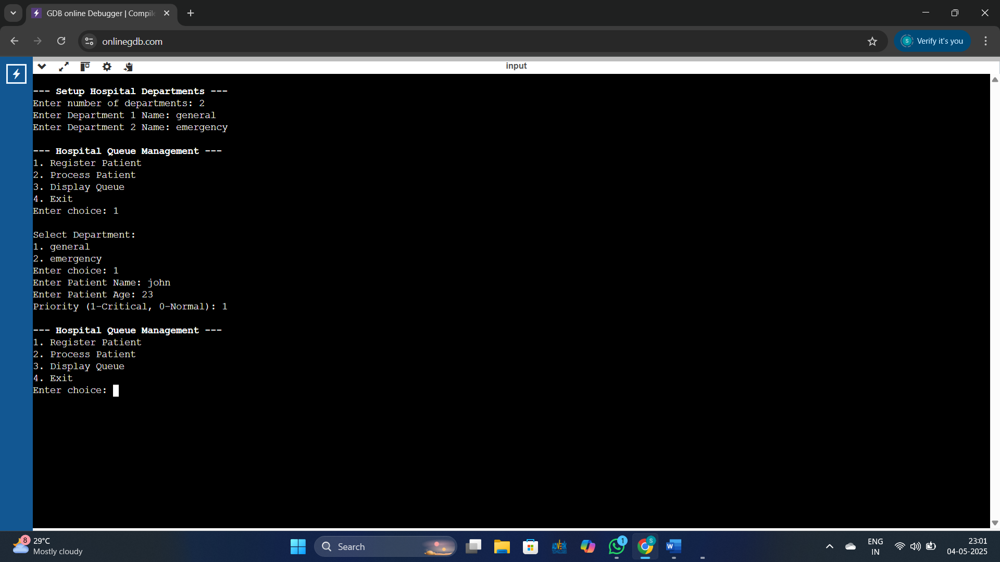 GDB online Debugger | Compile
onlinegdb.com
Verify it's you
input
--- Setup Hospital Departments ---
Enter number of departments: 2
Enter Department 1 Name: general
Enter Department 2 Name: emergency
--- Hospital Queue Management ---
1. Register Patient
2. Process Patient
3. Display Queue
4. Exit
Enter choice: 1
Select Department:
1. general
2. emergency
Enter choice: 1
Enter Patient Name: john
Enter Patient Age: 23
Priority (1-Critical, 0-Normal): 1
--- Hospital Queue Management ---
1. Register Patient
2. Process Patient
3. Display Queue
4. Exit
Enter choice:
8
29°C
Mostly cloudy
Search
ADVERK
TECHNOLOGIES
1
S
W
ENG
IN
23:01
04-05-2025